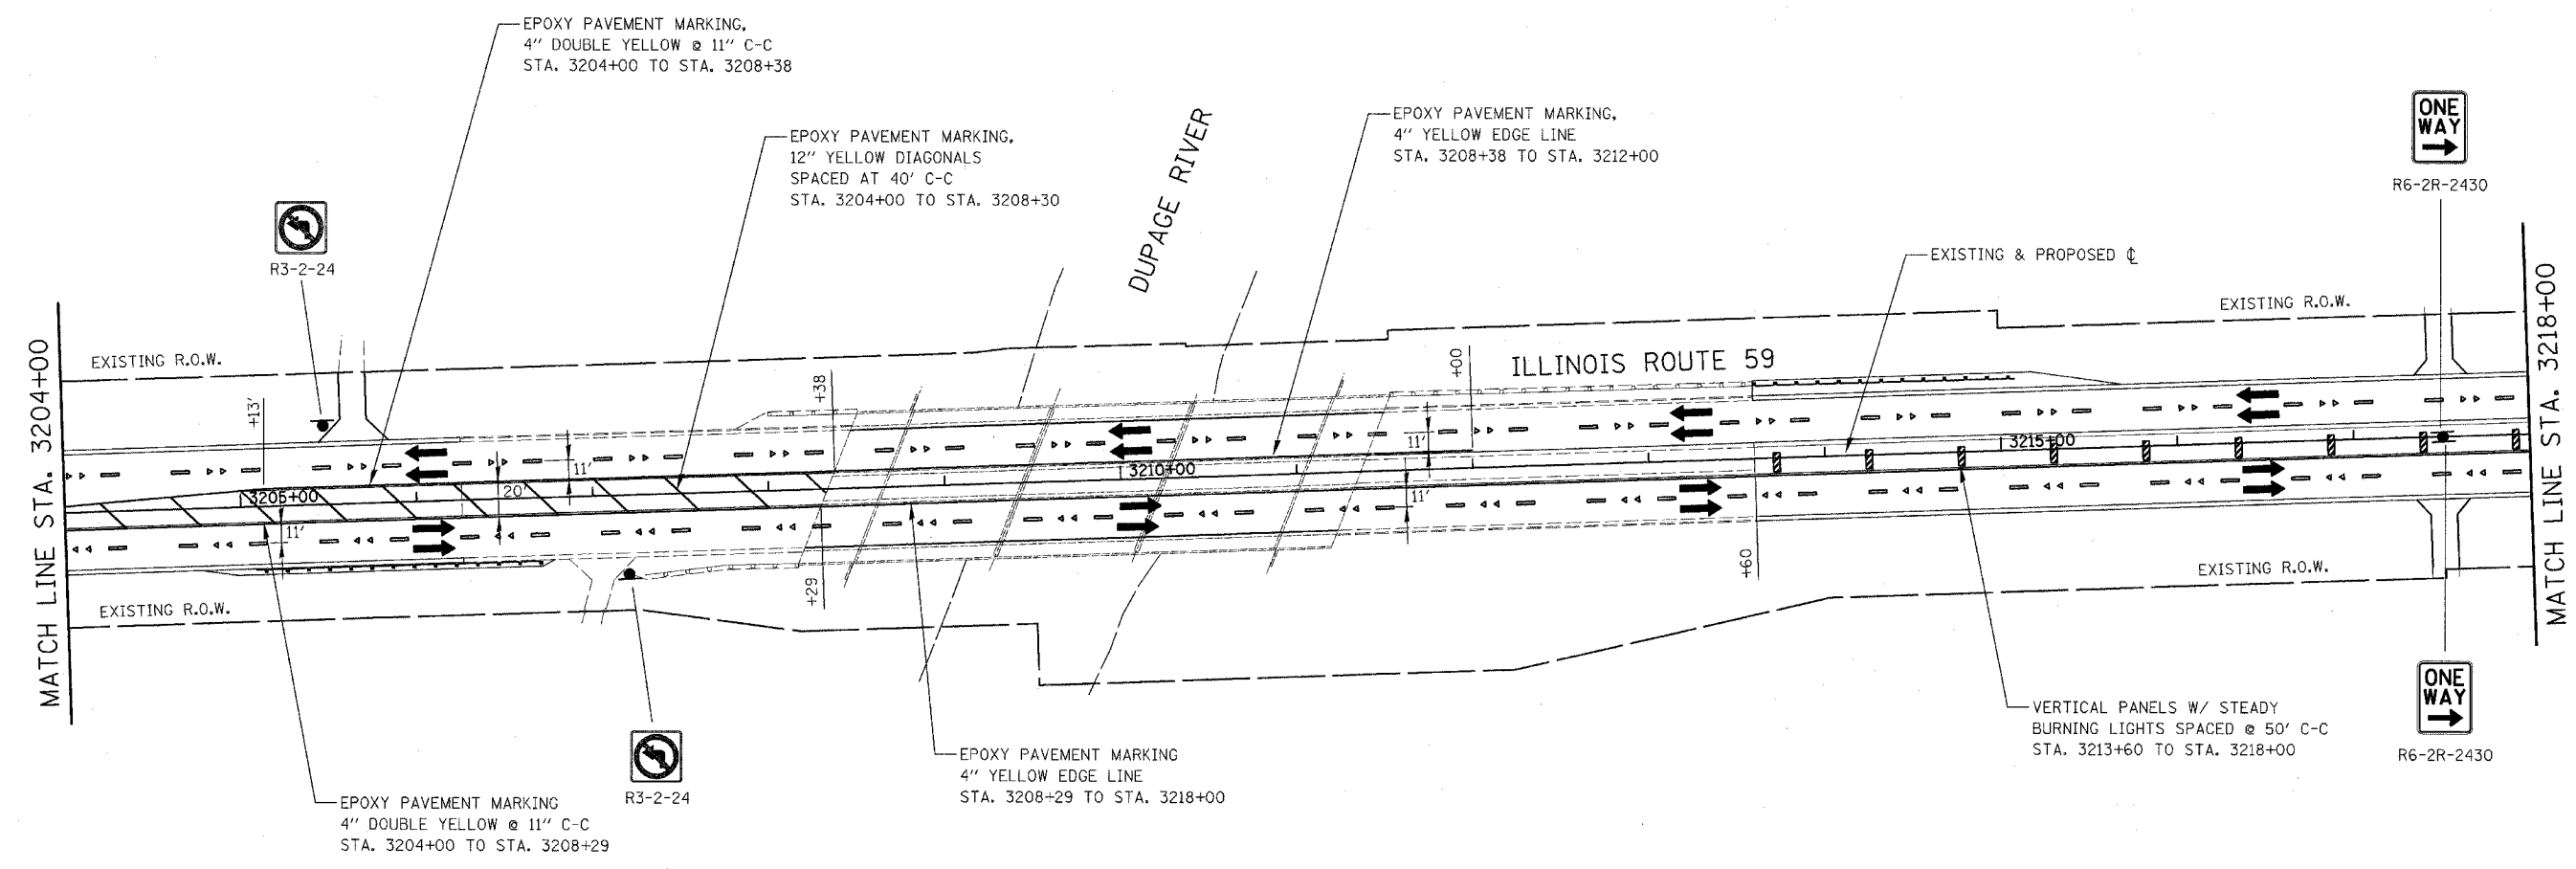 EPOXY PAVEMENT MARKING,
4" DOUBLE YELLOW @ 11" C-C
STA. 3204+00 TO STA. 3208+38
EPOXY PAVEMENT MARKING,
12" YELLOW DIAGONALS
SPACED AT 40' C-C
STA. 3204+00 TO STA. 3208+30
DUPAGE RIVER
EPOXY PAVEMENT MARKING,
4" YELLOW EDGE LINE
STA. 3208+38 TO STA. 3212+00
ONE
WAY
R6-2R-2430
R3-2-24
EXISTING & PROPOSED ℄
EXISTING R.O.W.
EXISTING R.O.W.
ILLINOIS ROUTE 59
MATCH LINE STA. 3204+00
MATCH LINE STA. 3218+00
+13'
+38
+00
3205+00
3210+00
3215+00
11'
20'
11'
11'
11'
+29
+60
EXISTING R.O.W.
EXISTING R.O.W.
ONE
WAY
R6-2R-2430
R3-2-24
VERTICAL PANELS W/ STEADY
BURNING LIGHTS SPACED @ 50' C-C
STA. 3213+60 TO STA. 3218+00
EPOXY PAVEMENT MARKING
4" YELLOW EDGE LINE
STA. 3208+29 TO STA. 3218+00
EPOXY PAVEMENT MARKING
4" DOUBLE YELLOW @ 11" C-C
STA. 3204+00 TO STA. 3208+29